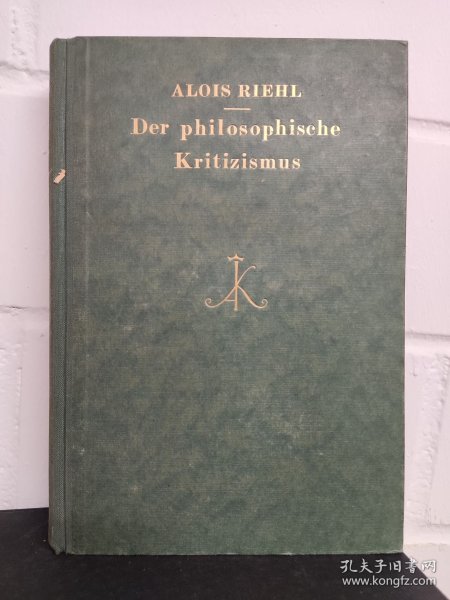 ALOIS RIEHL
Der philosophische
Kritizismus
孔夫子旧书网
www.kongfz.com